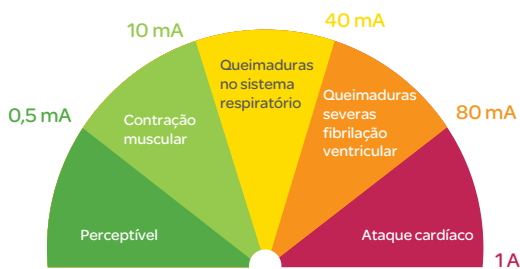 0,5 mA
10 mA
40 mA
80 mA
1 A
Perceptível
Contração
muscular
Queimaduras
no sistema
respiratório
Queimaduras
severas
fibrilação
ventricular
Ataque cardíaco